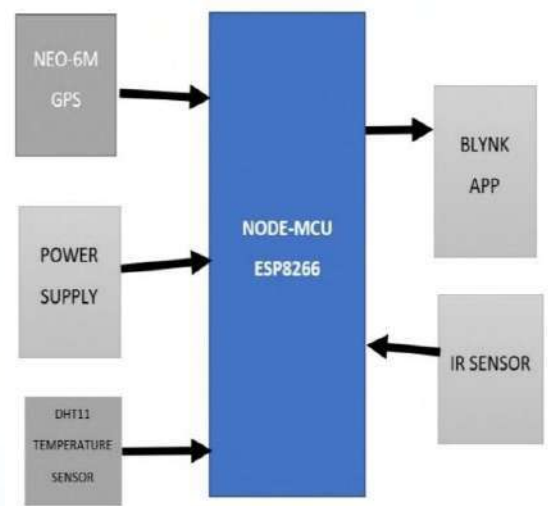 NEO-6M
GPS
POWER
SUPPLY
DHT11
TEMPERATURE
SENSOR
NODE-MCU
ESP8266
BLYNK
APP
IR SENSOR